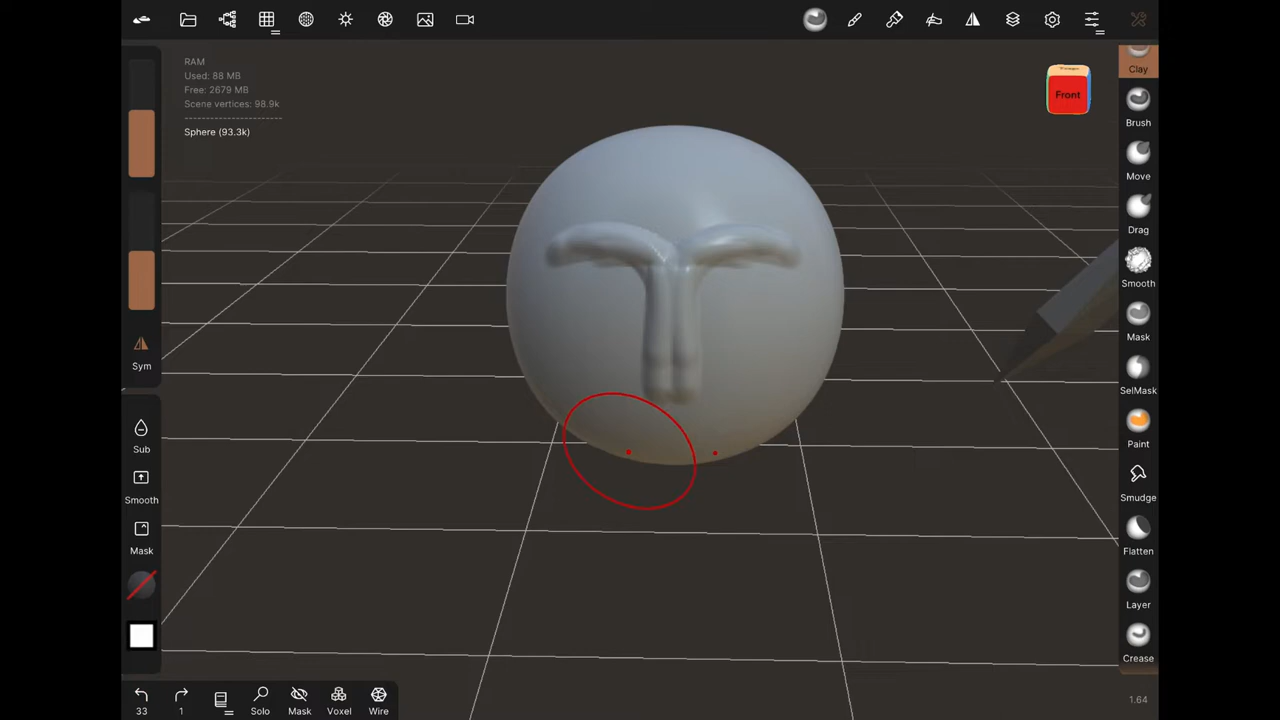 RAM
Used: 88 MB
Free: 2679 MB
Scene vertices: 98.9k
Sphere (93.3k)
Front
Clay
Brush
Move
Drag
Smooth
Mask
SelMask
Paint
Smudge
Flatten
Layer
Crease
Sym
Sub
Smooth
Mask
33
1
Solo
Mask
Voxel
Wire
1.64